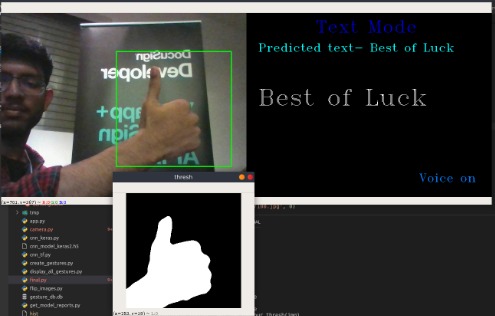 DocuSign
Developer
Text Mode
Predicted text- Best of Luck
Best of Luck
Voice on
thresh
tmp
app.py
camera.py
cnn_keras.py
cnn_model_keras2.h5
cnn_tf.py
create_gestures.py
display_all_gestures.py
final.py
flip_images.py
gesture_db.db
get_model_reports.py
hist